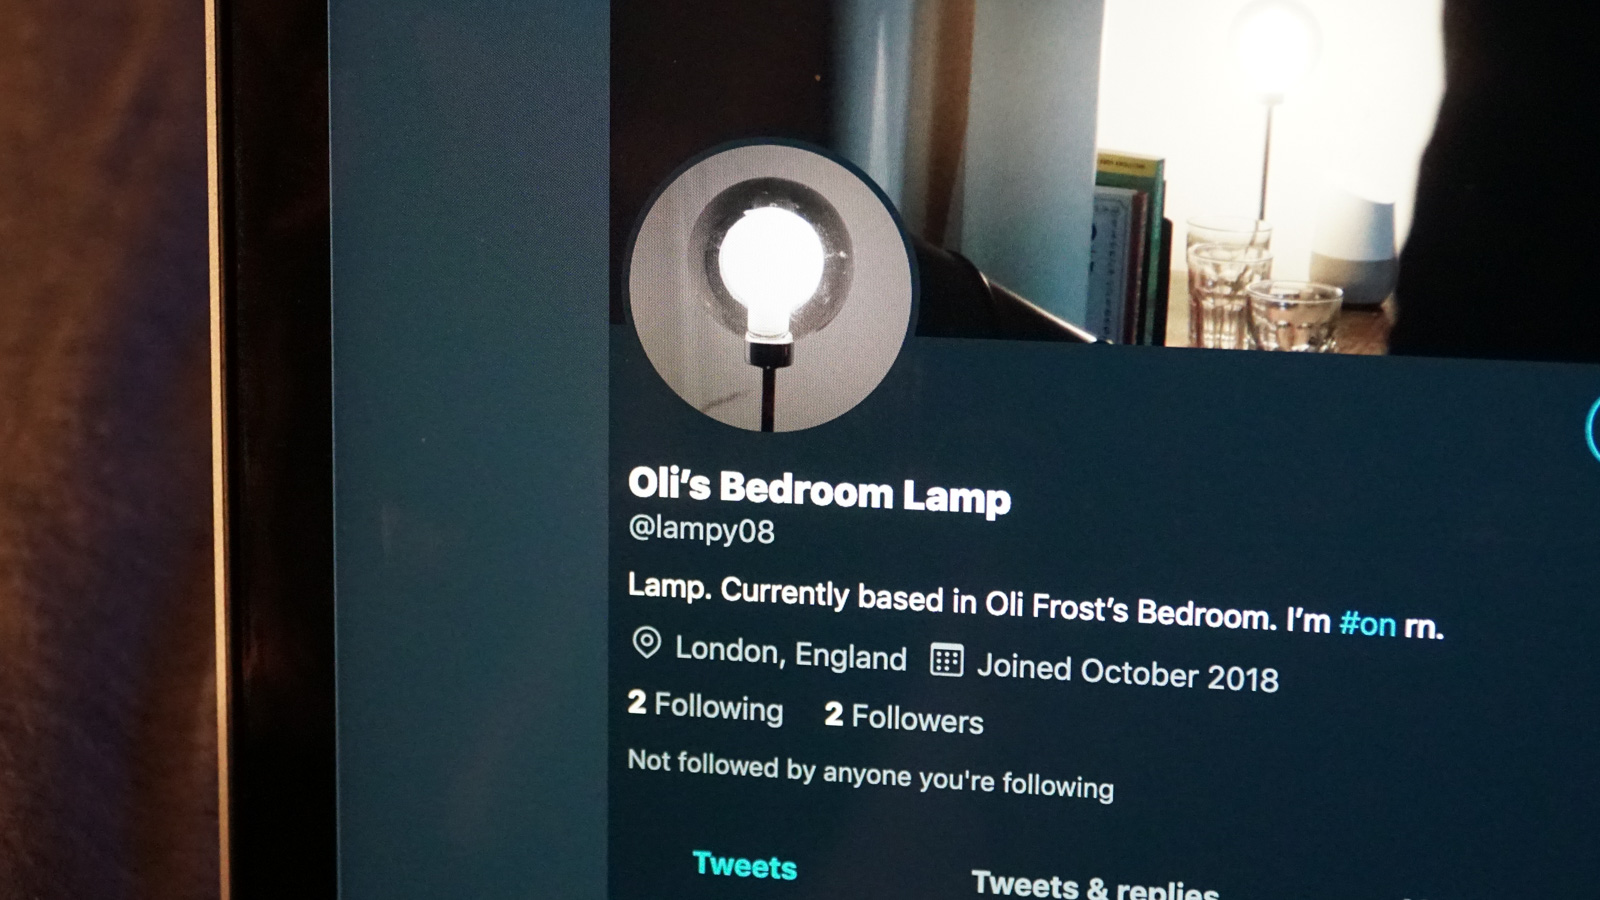 Oli's Bedroom Lamp
@lampy08
Lamp. Currently based in Oli Frost's Bedroom. I'm #on rn.
London, England Joined October 2018
2 Following 2 Followers
Not followed by anyone you're following
Tweets Tweets & replies